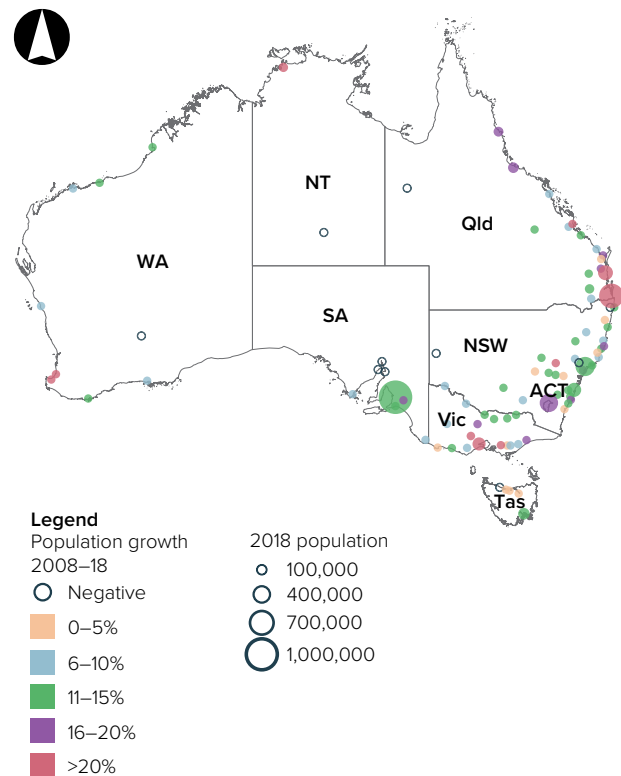 NT
Qld
WA
SA
NSW
ACT
Vic
Tas
Legend
Population growth
2008–18
Negative
0–5%
6–10%
11–15%
16–20%
>20%
2018 population
100,000
400,000
700,000
1,000,000